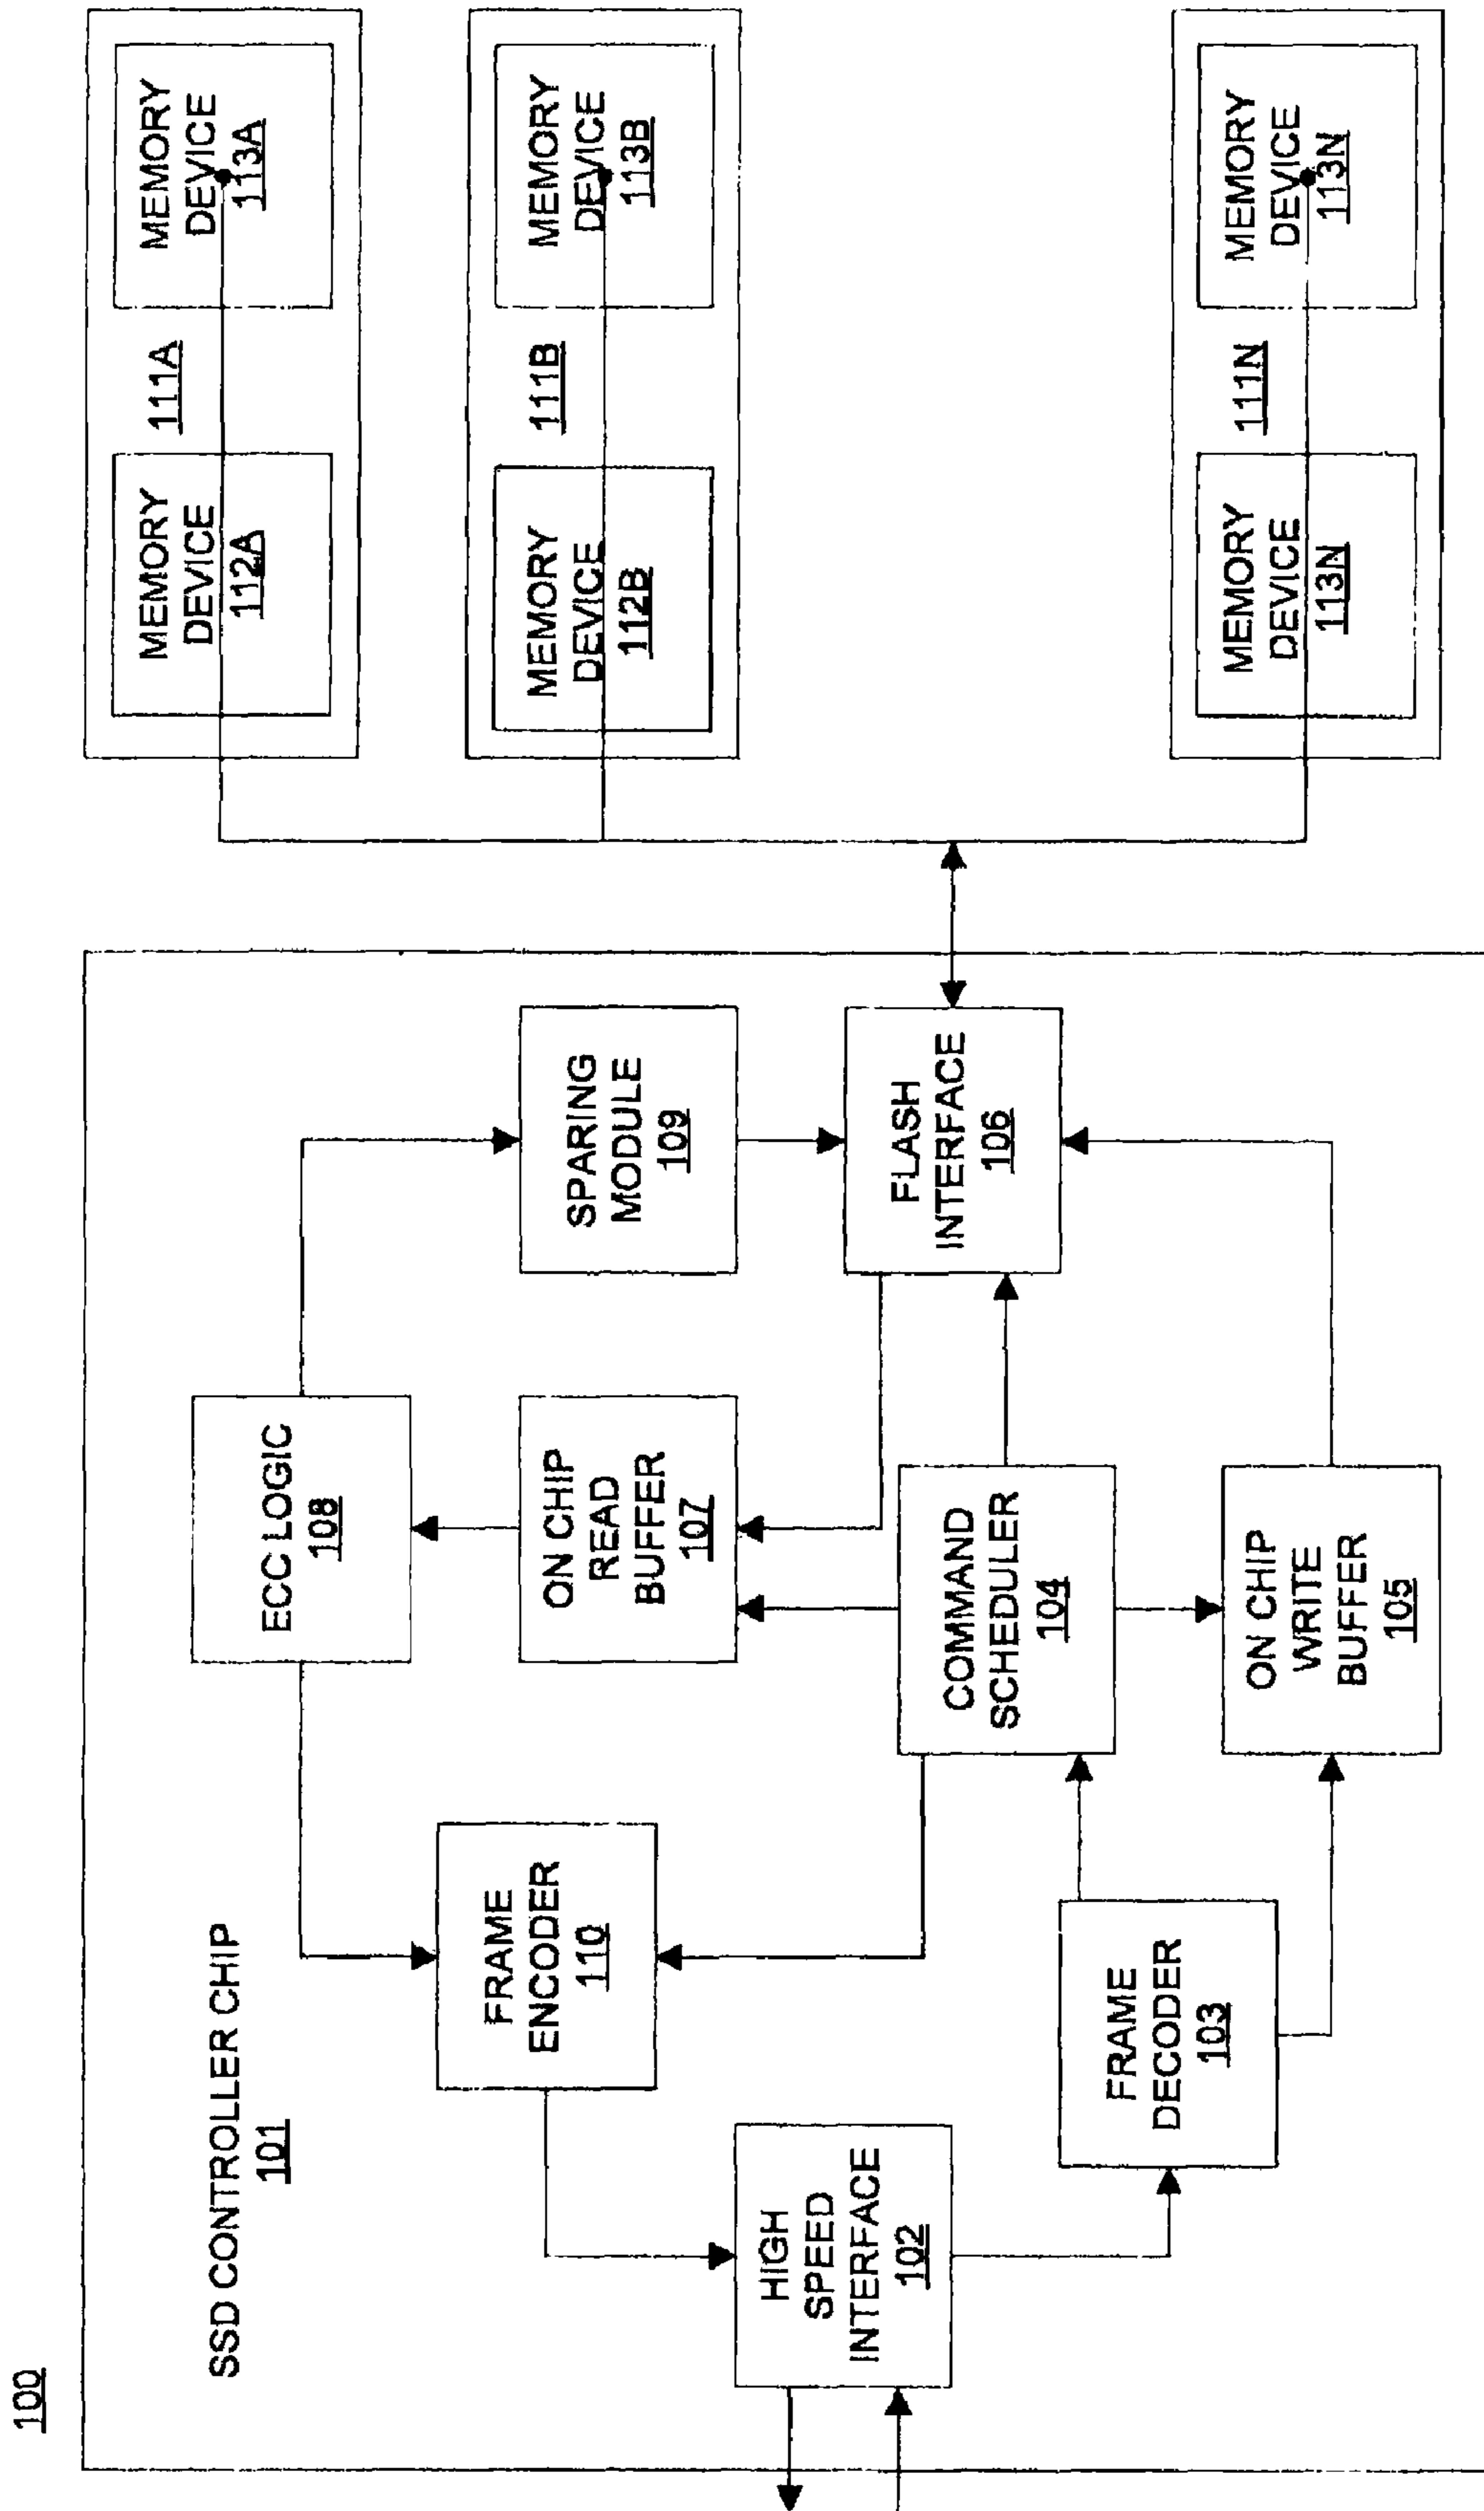 100
SSD CONTROLLER CHIP
101
HIGH
SPEED
INTERFACE
102
FRAME
ENCODER
110
FRAME
DECODER
103
ECC LOGIC
108
ON CHIP
READ
BUFFER
107
COMMAND
SCHEDULER
104
ON CHIP
WRITE
BUFFER
105
SPARING
MODULE
109
FLASH
INTERFACE
106
MEMORY
DEVICE
112A
111A
MEMORY
DEVICE
113A
MEMORY
DEVICE
112B
111B
MEMORY
DEVICE
113B
MEMORY
DEVICE
113N
111N
MEMORY
DEVICE
113N